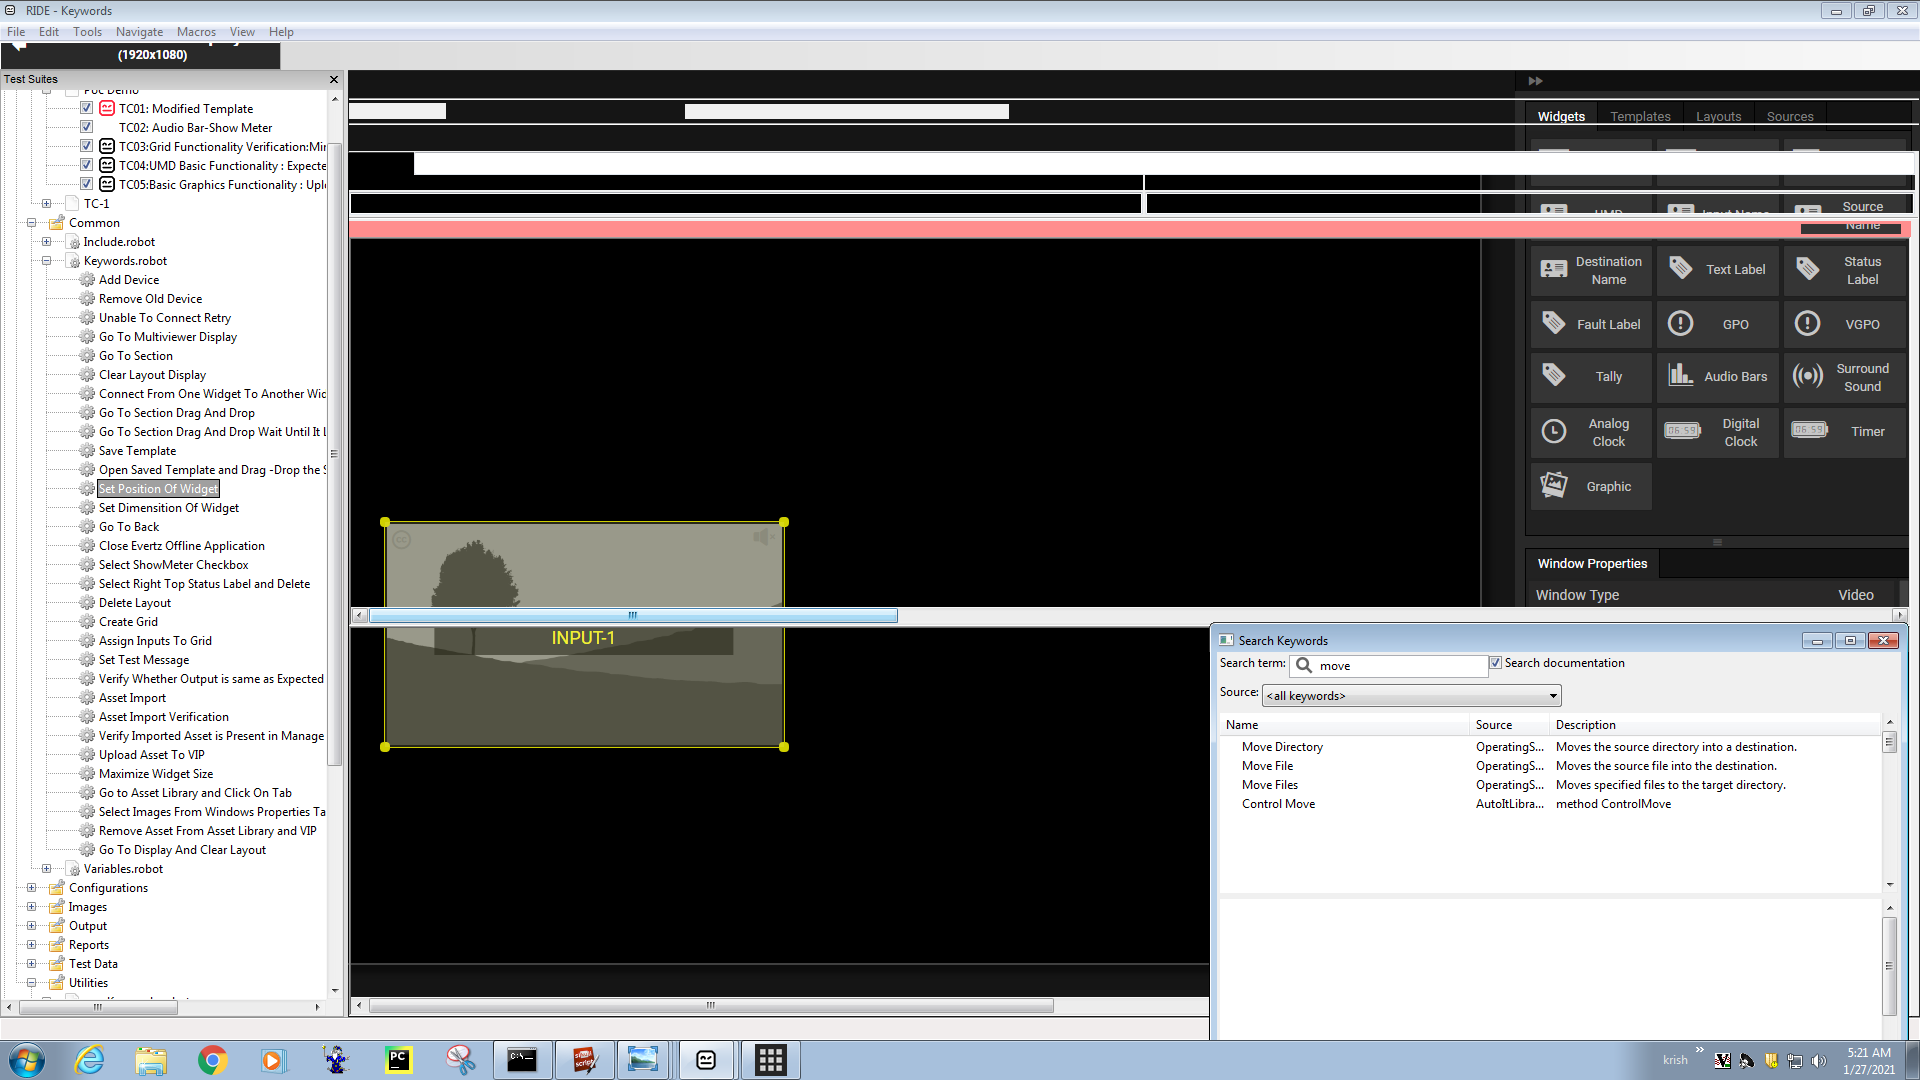 RIDE - Keywords
File Edit Tools Navigate Macros View Help
(1920x1080)
Test Suites
Poc Demo
TC01: Modified Template
TC02: Audio Bar-Show Meter
TC03:Grid Functionality Verification:Mir
TC04:UMD Basic Functionality : Expecte
TC05:Basic Graphics Functionality : Uplo
TC-1
Common
Include.robot
Keywords.robot
Add Device
Remove Old Device
Unable To Connect Retry
Go To Multiviewer Display
Go To Section
Clear Layout Display
Connect From One Widget To Another Wid
Go To Section Drag And Drop
Go To Section Drag And Drop Wait Until It L
Save Template
Open Saved Template and Drag -Drop the S
Set Position Of Widget
Set Dimensition Of Widget
Go To Back
Close Evertz Offline Application
Select ShowMeter Checkbox
Select Right Top Status Label and Delete
Delete Layout
Create Grid
Assign Inputs To Grid
Set Test Message
Verify Whether Output is same as Expected
Asset Import
Asset Import Verification
Verify Imported Asset is Present in Manage
Upload Asset To VIP
Maximize Widget Size
Go to Asset Library and Click On Tab
Select Images From Windows Properties Ta
Remove Asset From Asset Library and VIP
Go To Display And Clear Layout
Variables.robot
Configurations
Images
Output
Reports
Test Data
Utilities
CC
INPUT-1
Widgets Templates Layouts Sources
UMD Input Name Source
Name
Destination Name
Text Label
Status Label
Fault Label
GPO
VGPO
Tally
Audio Bars
Surround Sound
Analog Clock
Digital Clock
Timer
Graphic
Window Properties
Window Type Video
Search Keywords
Search term: move Search documentation
Source: <all keywords>
Name Source Description
Move Directory OperatingS... Moves the source directory into a destination.
Move File OperatingS... Moves the source file into the destination.
Move Files OperatingS... Moves specified files to the target directory.
Control Move AutoItLibra... method ControlMove
PC
C:\
krish
5:21 AM
1/27/2021